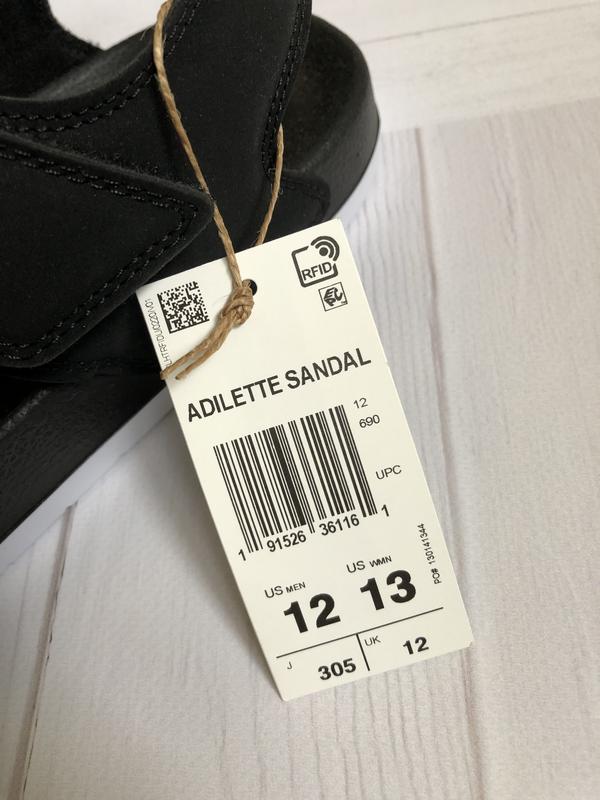 RFID
ADILETTE SANDAL
12
690
UPC
1 91526 36116 1
PO# 130141344
US MEN
12
US WMN
13
J
305
UK
12